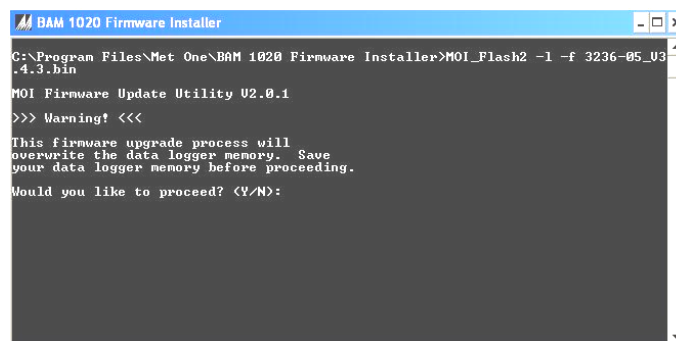 BAM 1020 Firmware Installer
C:\Program Files\Met One\BAM 1020 Firmware Installer>MOI_Flash2 -l -f 3236-05_V3
.4.3.bin
MOI Firmware Update Utility V2.0.1
>>> Warning! <<<
This firmware upgrade process will
overwrite the data logger memory.  Save
your data logger memory before proceeding.
Would you like to proceed? (Y/N):